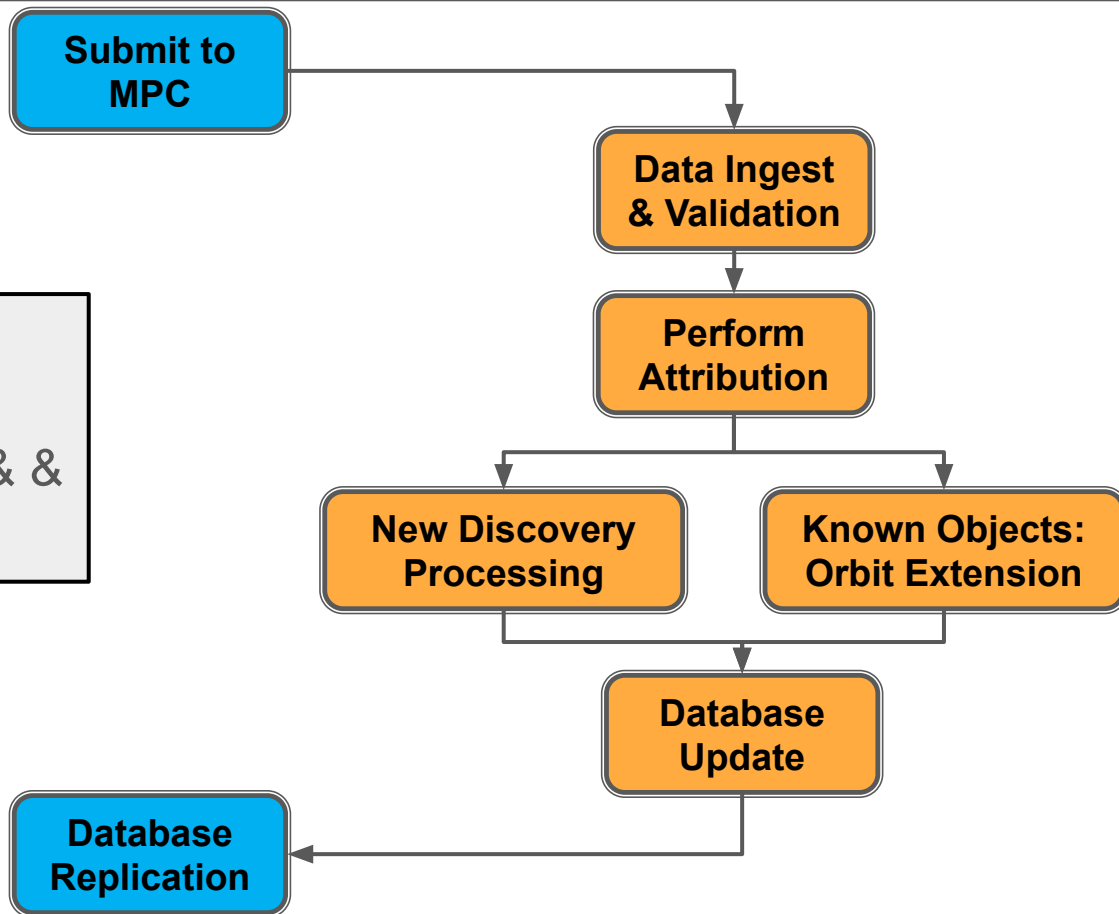 Submit to
MPC
Data Ingest
& Validation
Perform
Attribution
& &
New Discovery
Processing
Known Objects:
Orbit Extension
Database
Update
Database
Replication